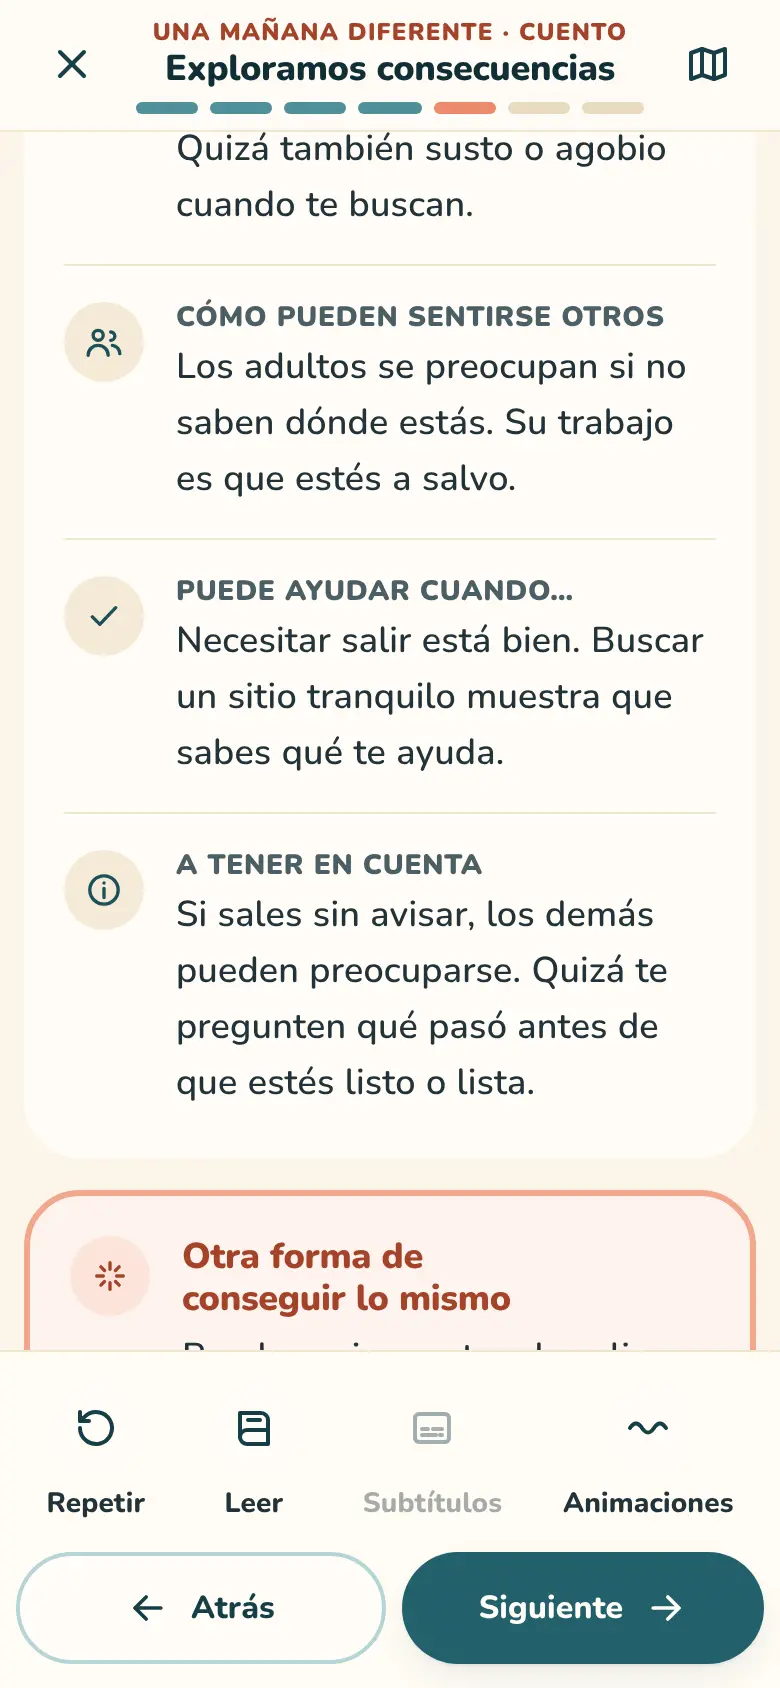 UNA MAÑANA DIFERENTE · CUENTO
Exploramos consecuencias
Quizá también susto o agobio
cuando te buscan.
CÓMO PUEDEN SENTIRSE OTROS
Los adultos se preocupan si no
saben dónde estás. Su trabajo
es que estés a salvo.
PUEDE AYUDAR CUANDO...
Necesitar salir está bien. Buscar
un sitio tranquilo muestra que
sabes qué te ayuda.
A TENER EN CUENTA
Si sales sin avisar, los demás
pueden preocuparse. Quizá te
pregunten qué pasó antes de
que estés listo o lista.
Otra forma de
conseguir lo mismo
Repetir
Leer
Subtítulos
Animaciones
Atrás
Siguiente